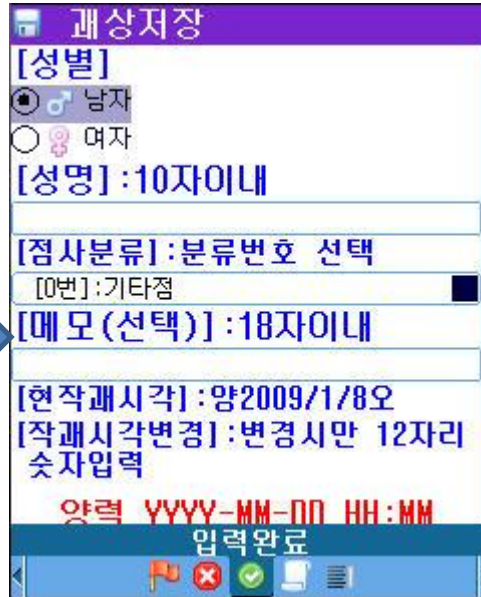 괘상저장
[성별]
남자
여자
[성명]:10자이내
[점사분류]:분류번호 선택
[0번]:기타점
[메모(선택)]:18자이내
[현작괘시각]:양2009/1/8오
[작괘시각변경]:변경시만 12자리
숫자입력
양력 YYYY-MM-DD HH:MM
입력완료